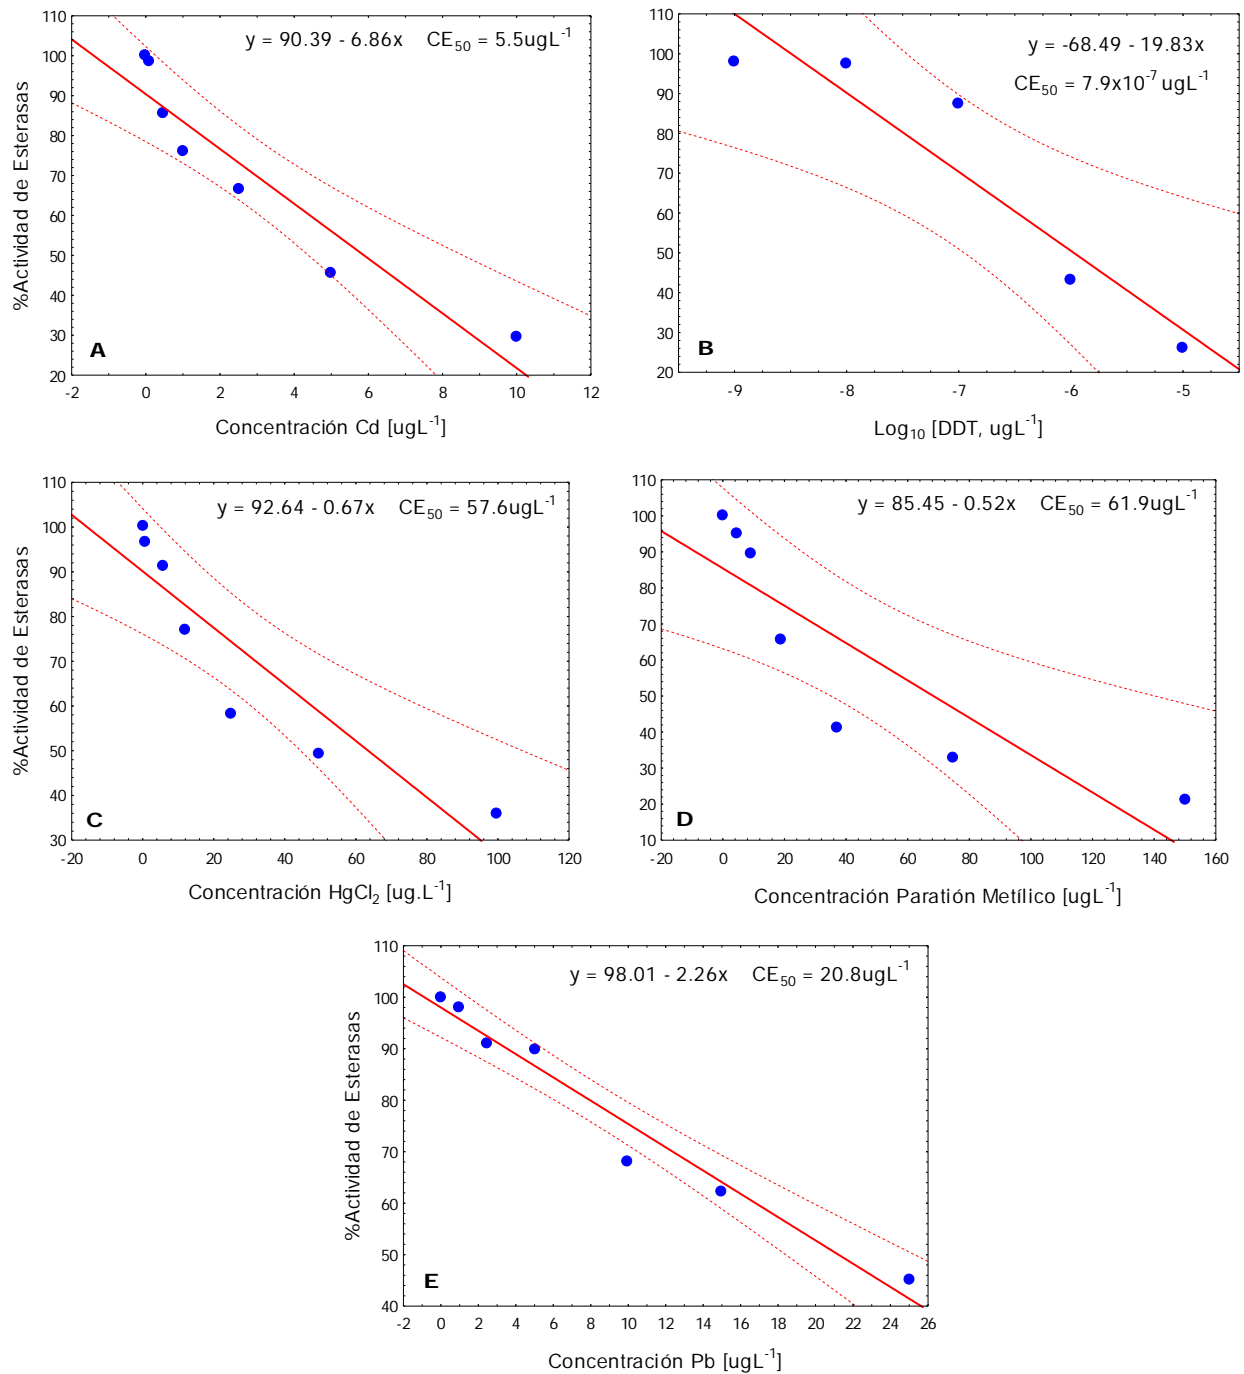 y = 90.39 - 6.86x CE50 = 5.5ugL-1
%Actividad de Esterasas
110
100
90
80
70
60
50
40
30
20
A
-2 0 2 4 6 8 10 12
Concentración Cd [ugL-1]
y = -68.49 - 19.83x
CE50 = 7.9x10-7 ugL-1
110
100
90
80
70
60
50
40
30
20
B
-9 -8 -7 -6 -5
Log10 [DDT, ugL-1]
y = 92.64 - 0.67x CE50 = 57.6ugL-1
%Actividad de Esterasas
110
100
90
80
70
60
50
40
30
C
-20 0 20 40 60 80 100 120
Concentración HgCl2 [ug.L-1]
y = 85.45 - 0.52x CE50 = 61.9ugL-1
110
100
90
80
70
60
50
40
30
20
10
D
-20 0 20 40 60 80 100 120 140 160
Concentración Paratión Metílico [ugL-1]
y = 98.01 - 2.26x CE50 = 20.8ugL-1
%Actividad de Esterasas
110
100
90
80
70
60
50
40
E
-2 0 2 4 6 8 10 12 14 16 18 20 22 24 26
Concentración Pb [ugL-1]